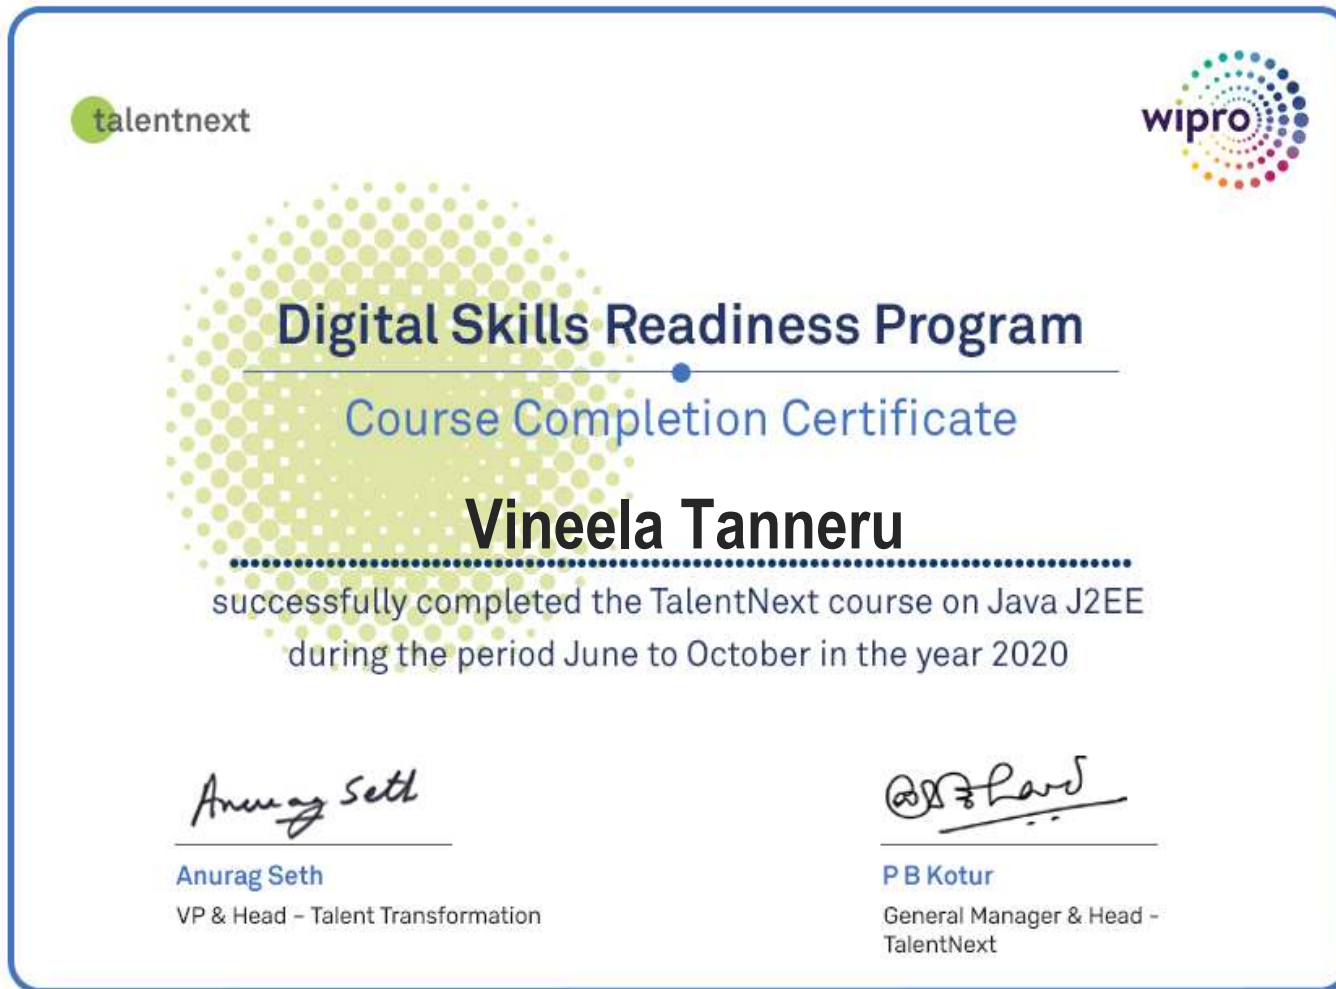 talentnext
wipro
Digital Skills Readiness Program
Course Completion Certificate
Vineela Tanneru
successfully completed the TalentNext course on Java J2EE
during the period June to October in the year 2020
Anurag Seth
Anurag Seth
VP & Head – Talent Transformation
P B Kotur
General Manager & Head -
TalentNext